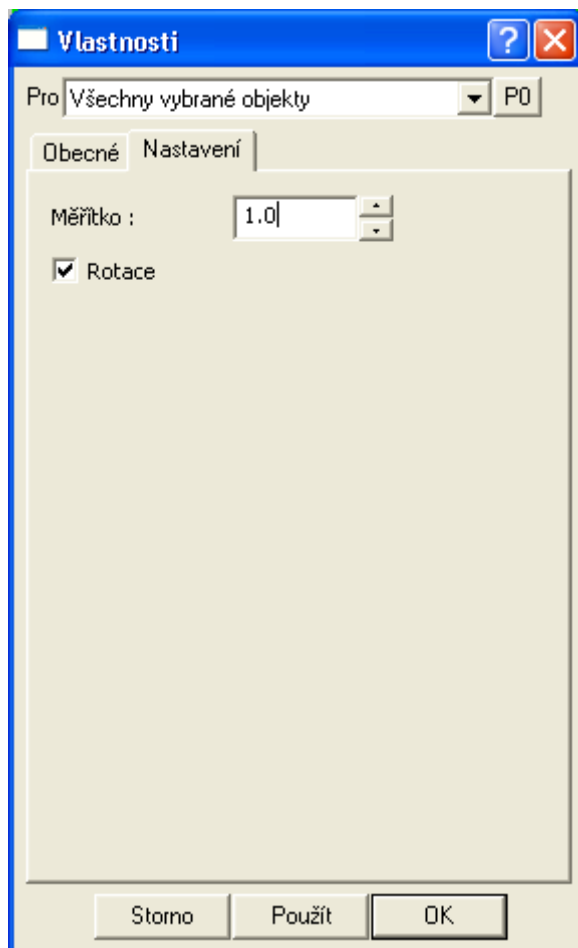 Vlastnosti
Pro Všechny vybrané objekty P0
Obecné Nastavení
Měřítko : 1.0
Rotace
Storno Použít OK